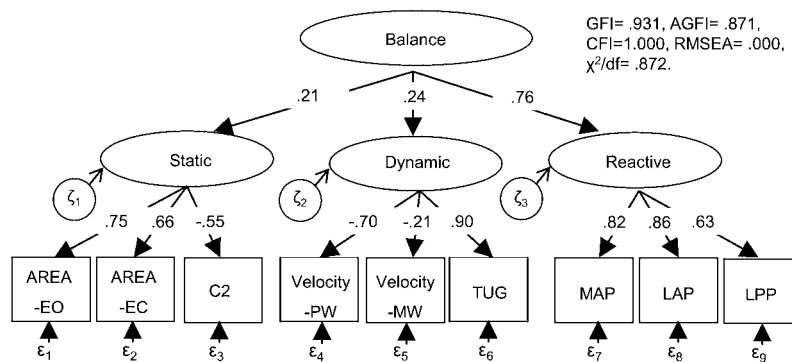 Balance
GFI= .931, AGFI= .871,
CFI=1.000, RMSEA= .000,
χ²/df= .872.
.21 .24 .76
Static Dynamic Reactive
ζ1 ζ2 ζ3
.75 .66 -.55 -.70 -.21 .90 .82 .86 .63
AREA
-EO
AREA
-EC
C2
Velocity
-PW
Velocity
-MW
TUG
MAP
LAP
LPP
ε1 ε2 ε3 ε4 ε5 ε6 ε7 ε8 ε9